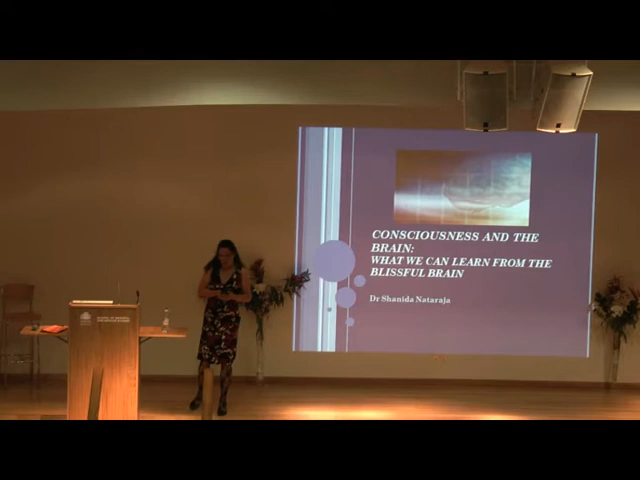 CONSCIOUSNESS AND THE
BRAIN:
WHAT WE CAN LEARN FROM THE
BLISSFUL BRAIN
Dr Shanida Nataraja